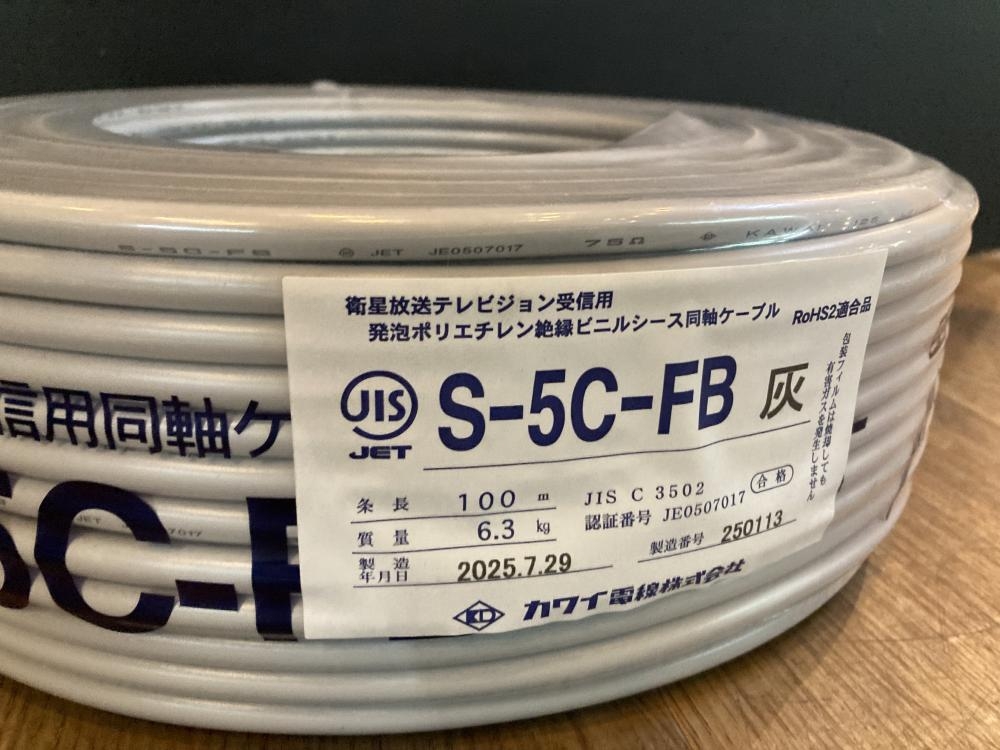 S-5C-FB JET JE0507017 75Ω KAWAI
衛星放送テレビジョン受信用
発泡ポリエチレン絶縁ビニルシース同軸ケーブル RoHS2適合品
JIS
JET
S-5C-FB 灰
包装フィルムは焼却しても
有害ガスを発生しません
条長 100 m
JIS C 3502
質量 6.3 kg
認証番号 JE0507017 合格
製造年月日 2025.7.29
製造番号 250113
KD カワイ電線株式会社
信用同軸ケ
5C-F